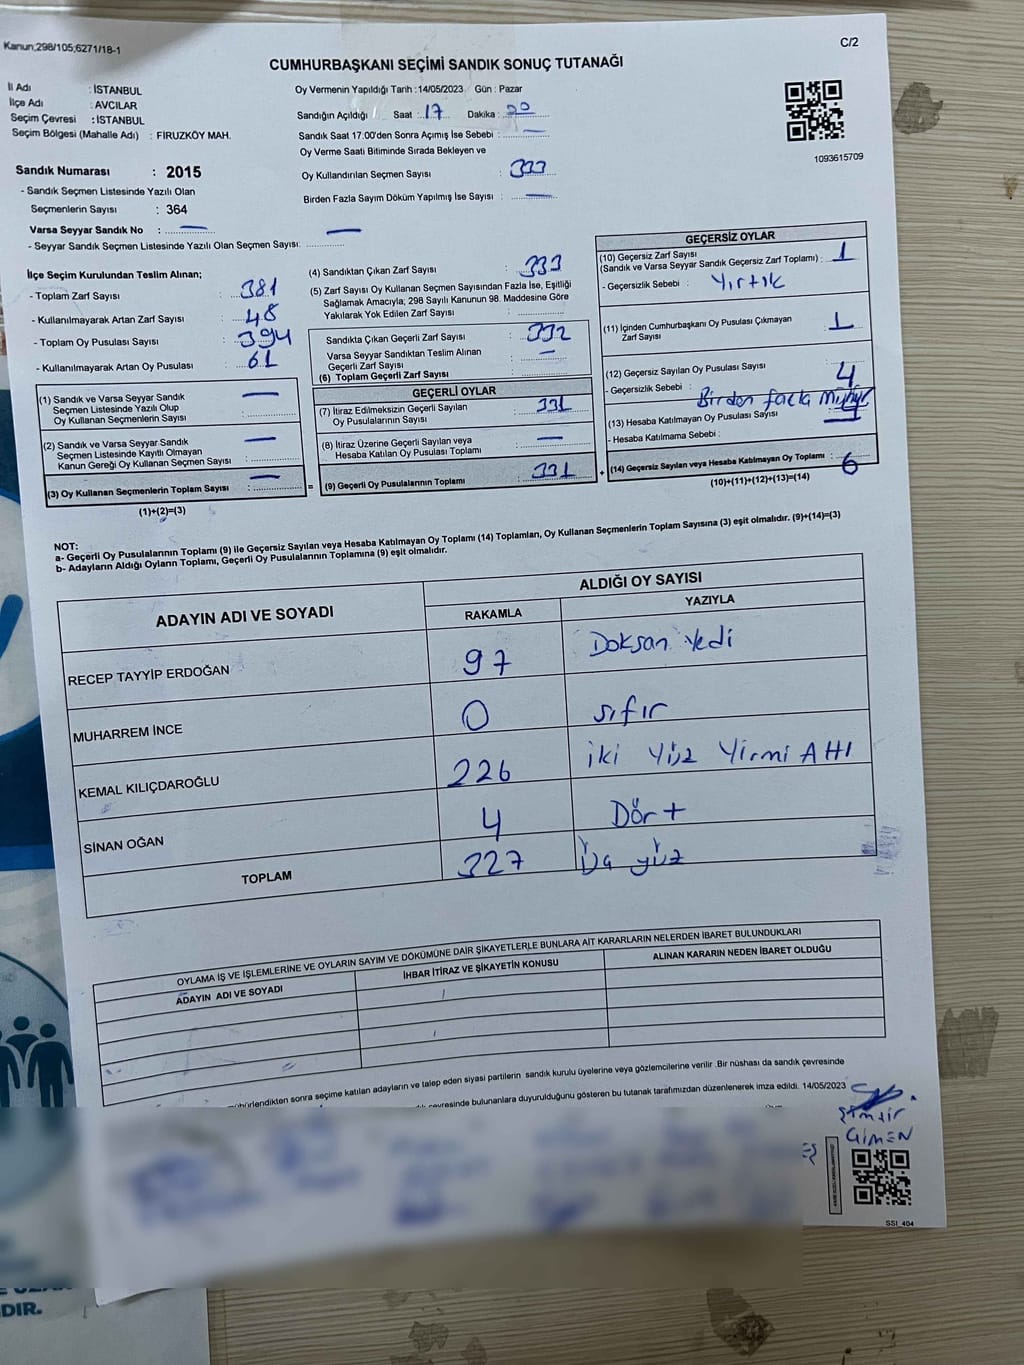 Kanun;298/105;6271/18-1
C/2
CUMHURBAŞKANI SEÇİMİ SANDIK SONUÇ TUTANAĞI
İl Adı : İSTANBUL
İlçe Adı : AVCILAR
Seçim Çevresi : İSTANBUL
Seçim Bölgesi (Mahalle Adı) : FİRUZKÖY MAH.
Sandık Numarası : 2015
- Sandık Seçmen Listesinde Yazılı Olan
Seçmenlerin Sayısı : 364
Varsa Seyyar Sandık No : —
- Seyyar Sandık Seçmen Listesinde Yazılı Olan Seçmen Sayısı: —
Oy Vermenin Yapıldığı Tarih : 14/05/2023 Gün : Pazar
Sandığın Açıldığı Saat : 17 Dakika : 20
Sandık Saat 17:00'den Sonra Açımış İse Sebebi : —
Oy Verme Saati Bitiminde Sırada Bekleyen ve
Oy Kullandırılan Seçmen Sayısı : 333
Birden Fazla Sayım Döküm Yapılmış İse Sayısı : —
1093615709
İlçe Seçim Kurulundan Teslim Alınan;
- Toplam Zarf Sayısı : 381
- Kullanılmayarak Artan Zarf Sayısı : 48
- Toplam Oy Pusulası Sayısı : 394
- Kullanılmayarak Artan Oy Pusulası : 61
(1) Sandık ve Varsa Seyyar Sandık
Seçmen Listesinde Yazılı Olup
Oy Kullanan Seçmenlerin Sayısı : —
(2) Sandık ve Varsa Seyyar Sandık
Seçmen Listesinde Kayıtlı Olmayan
Kanun Gereği Oy Kullanan Seçmen Sayısı : —
(3) Oy Kullanan Seçmenlerin Toplam Sayısı : —
(1)+(2)=(3)
(4) Sandıktan Çıkan Zarf Sayısı : 333
(5) Zarf Sayısı Oy Kullanan Seçmen Sayısından Fazla İse, Eşitliği
Sağlamak Amacıyla; 298 Sayılı Kanunun 98. Maddesine Göre
Yakılarak Yok Edilen Zarf Sayısı :
Sandıkta Çıkan Geçerli Zarf Sayısı : 332
Varsa Seyyar Sandıktan Teslim Alınan
Geçerli Zarf Sayısı : —
(6) Toplam Geçerli Zarf Sayısı :
GEÇERLİ OYLAR
(7) İtiraz Edilmeksizin Geçerli Sayılan
Oy Pusulalarının Sayısı : 331
(8) İtiraz Üzerine Geçerli Sayılan veya
Hesaba Katılan Oy Pusulası Toplamı : —
= (9) Geçerli Oy Pusulalarının Toplamı : 331
GEÇERSİZ OYLAR
(10) Geçersiz Zarf Sayısı
(Sandık ve Varsa Seyyar Sandık Geçersiz Zarf Toplamı) : 1
- Geçersizlik Sebebi : Yırtık
(11) İçinden Cumhurbaşkanı Oy Pusulası Çıkmayan
Zarf Sayısı : 1
(12) Geçersiz Sayılan Oy Pusulası Sayısı : 4
- Geçersizlik Sebebi : Birden fazla Mühür
(13) Hesaba Katılmayan Oy Pusulası Sayısı :
- Hesaba Katılmama Sebebi :
+ (14) Geçersiz Sayılan veya Hesaba Katılmayan Oy Toplamı : 6
(10)+(11)+(12)+(13)=(14)
NOT:
a- Geçerli Oy Pusulalarının Toplamı (9) ile Geçersiz Sayılan veya Hesaba Katılmayan Oy Toplamı (14) Toplamları, Oy Kullanan Seçmenlerin Toplam Sayısına (3) eşit olmalıdır. (9)+(14)=(3)
b- Adayların Aldığı Oyların Toplamı, Geçerli Oy Pusulalarının Toplamına (9) eşit olmalıdır.
ADAYIN ADI VE SOYADI
ALDIĞI OY SAYISI
RAKAMLA YAZIYLA
RECEP TAYYİP ERDOĞAN 97 Doksan Yedi
MUHARREM İNCE 0 sıfır
KEMAL KILIÇDAROĞLU 226 iki Yüz Yirmi Altı
SİNAN OĞAN 4 Dört
TOPLAM 327 yüz
OYLAMA İŞ VE İŞLEMLERİNE VE OYLARIN SAYIM VE DÖKÜMÜNE DAİR ŞİKAYETLERLE BUNLARA AİT KARARLARIN NELERDEN İBARET BULUNDUKLARI
ADAYIN ADI VE SOYADI İHBAR İTİRAZ VE ŞİKAYETİN KONUSU ALINAN KARARIN NEDEN İBARET OLDUĞU
sonra seçime katılan adayların ve talep eden siyasi partilerin sandık kurulu üyelerine veya gözlemcilerine verilir .Bir nüshası da sandık çevresinde
bulunanlara duyurulduğunu gösteren bu tutanak tarafımızdan düzenlenerek imza edildi. 14/05/2023
SSI_404
DIR.